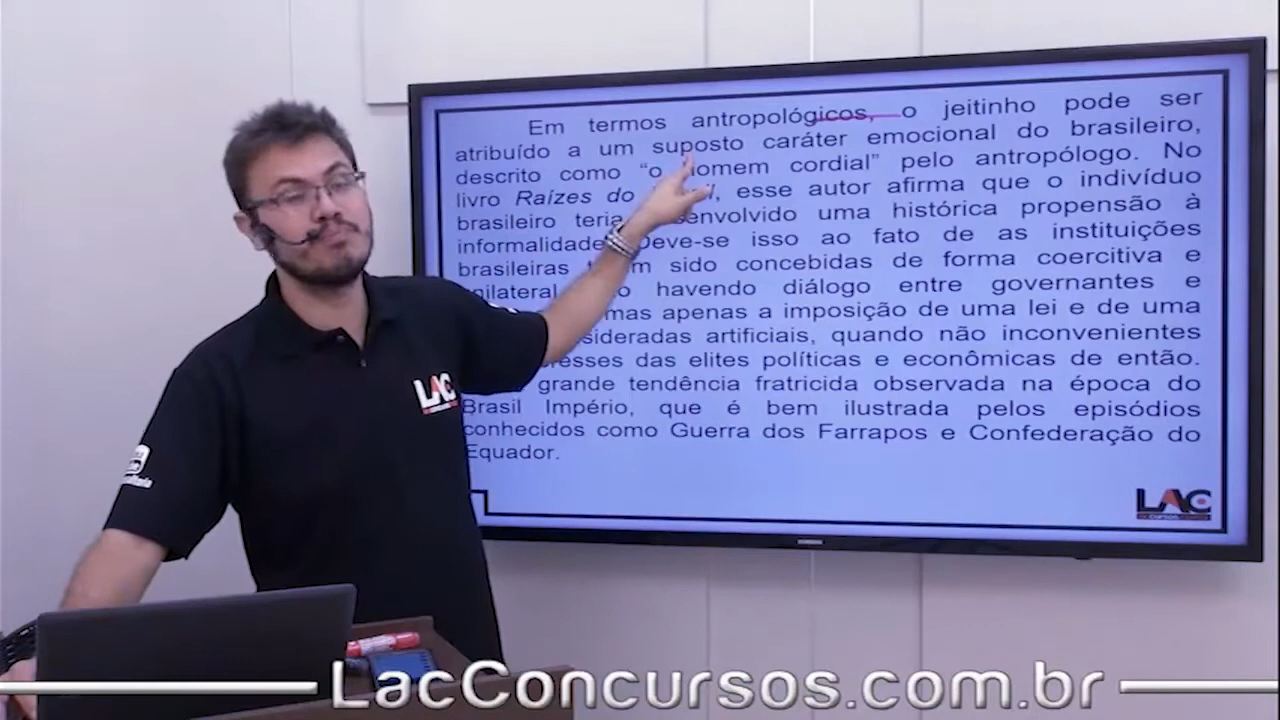 Em termos antropológicos, o jeitinho pode ser
atribuído a um suposto caráter emocional do brasileiro,
descrito como “o homem cordial” pelo antropólogo. No
livro Raízes do esse autor afirma que o indivíduo
brasileiro teria desenvolvido uma histórica propensão à
informalidade. Deve-se isso ao fato de as instituições
brasileiras terem sido concebidas de forma coercitiva e
unilateral, não havendo diálogo entre governantes e
mas apenas a imposição de uma lei e de uma
consideradas artificiais, quando não inconvenientes
interesses das elites políticas e econômicas de então.
grande tendência fratricida observada na época do
Brasil Império, que é bem ilustrada pelos episódios
conhecidos como Guerra dos Farrapos e Confederação do
Equador.
LAC
CONCURSOS
LAC
LacConcursos.com.br